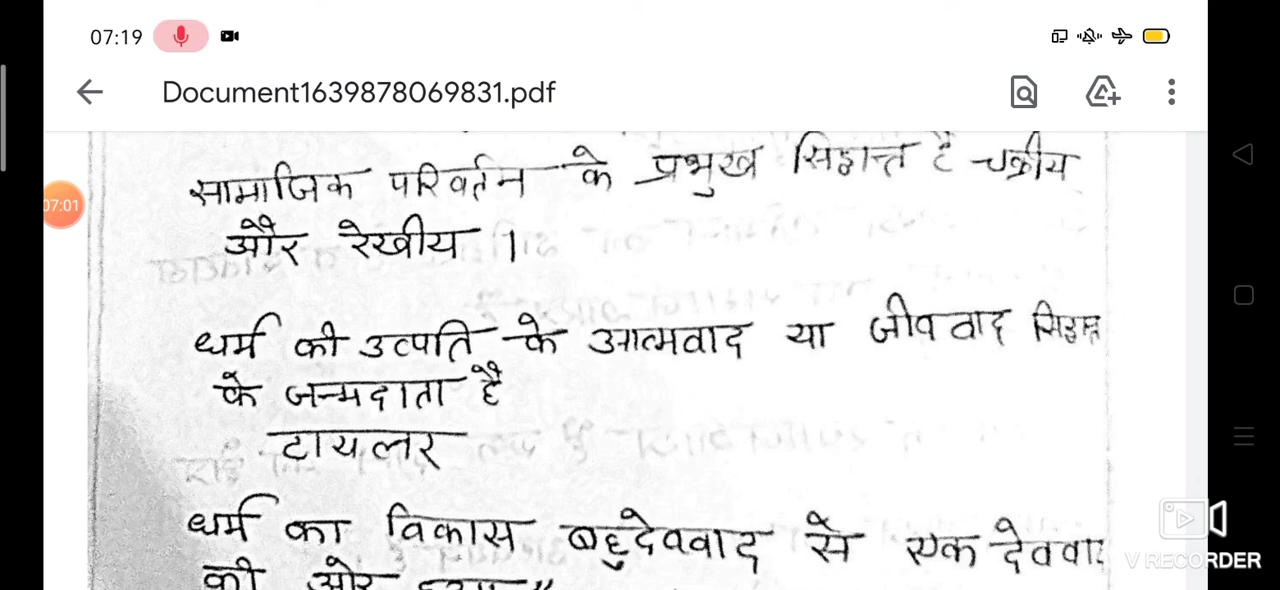 07:19
Document1639878069831.pdf
07:01
सामाजिक परिवर्तन के प्रमुख सिद्धान्त है चक्रीय
और रेखीय ।
धर्म की उत्पति के आत्मवाद या जीववाद सिद्धान्त
के जन्मदाता है
टायलर
धर्म का विकास बहुदेववाद से एक देववाद
की ओर
V RECORDER